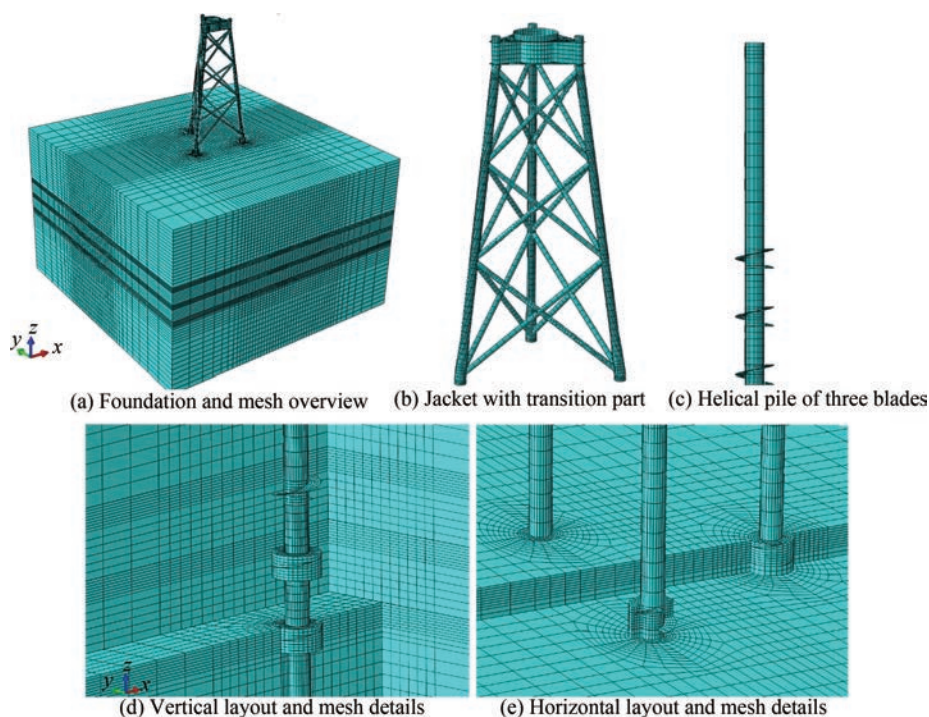 y z x
(a) Foundation and mesh overview
(b) Jacket with transition part
(c) Helical pile of three blades
z
y x
(d) Vertical layout and mesh details
(e) Horizontal layout and mesh details